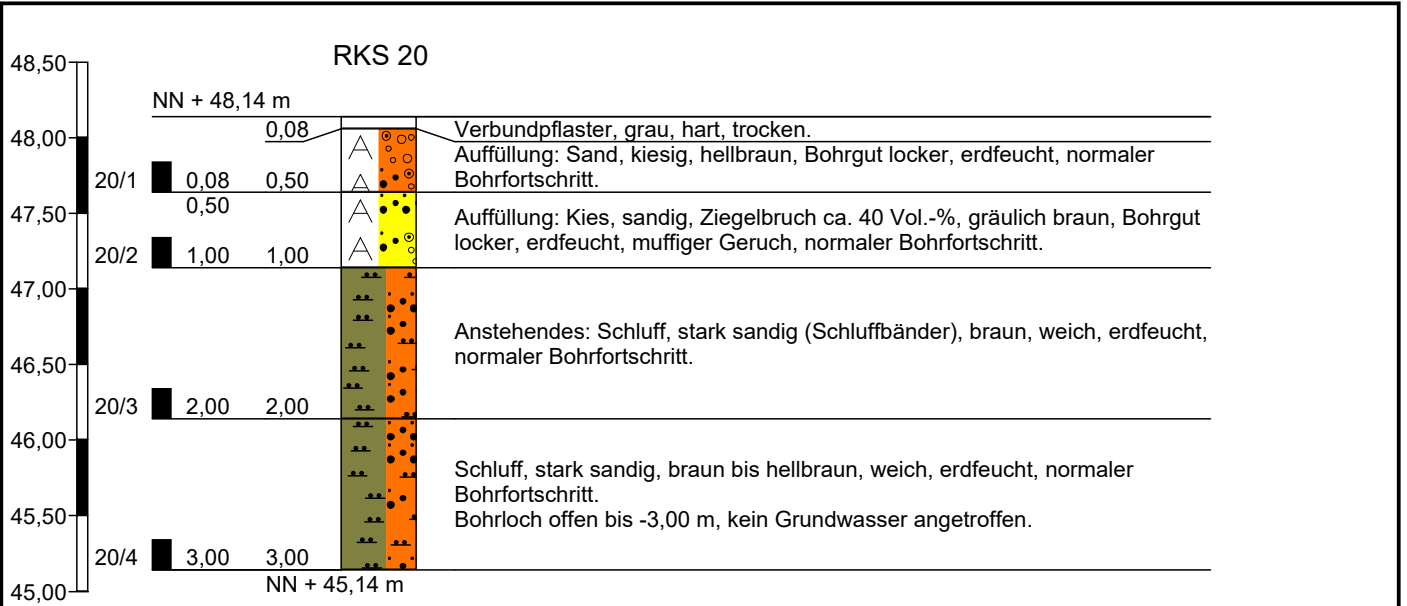 RKS 20
48,50
NN + 48,14 m
0,08
Verbundpflaster, grau, hart, trocken.
48,00
Auffüllung: Sand, kiesig, hellbraun, Bohrgut locker, erdfeucht, normaler
Bohrfortschritt.
A
A
20/1 0,08 0,50
0,50
47,50
Auffüllung: Kies, sandig, Ziegelbruch ca. 40 Vol.-%, gräulich braun, Bohrgut
locker, erdfeucht, muffiger Geruch, normaler Bohrfortschritt.
A
A
20/2 1,00 1,00
47,00
Anstehendes: Schluff, stark sandig (Schluffbänder), braun, weich, erdfeucht,
normaler Bohrfortschritt.
46,50
20/3 2,00 2,00
46,00
Schluff, stark sandig, braun bis hellbraun, weich, erdfeucht, normaler
Bohrfortschritt.
Bohrloch offen bis -3,00 m, kein Grundwasser angetroffen.
45,50
20/4 3,00 3,00
NN + 45,14 m
45,00